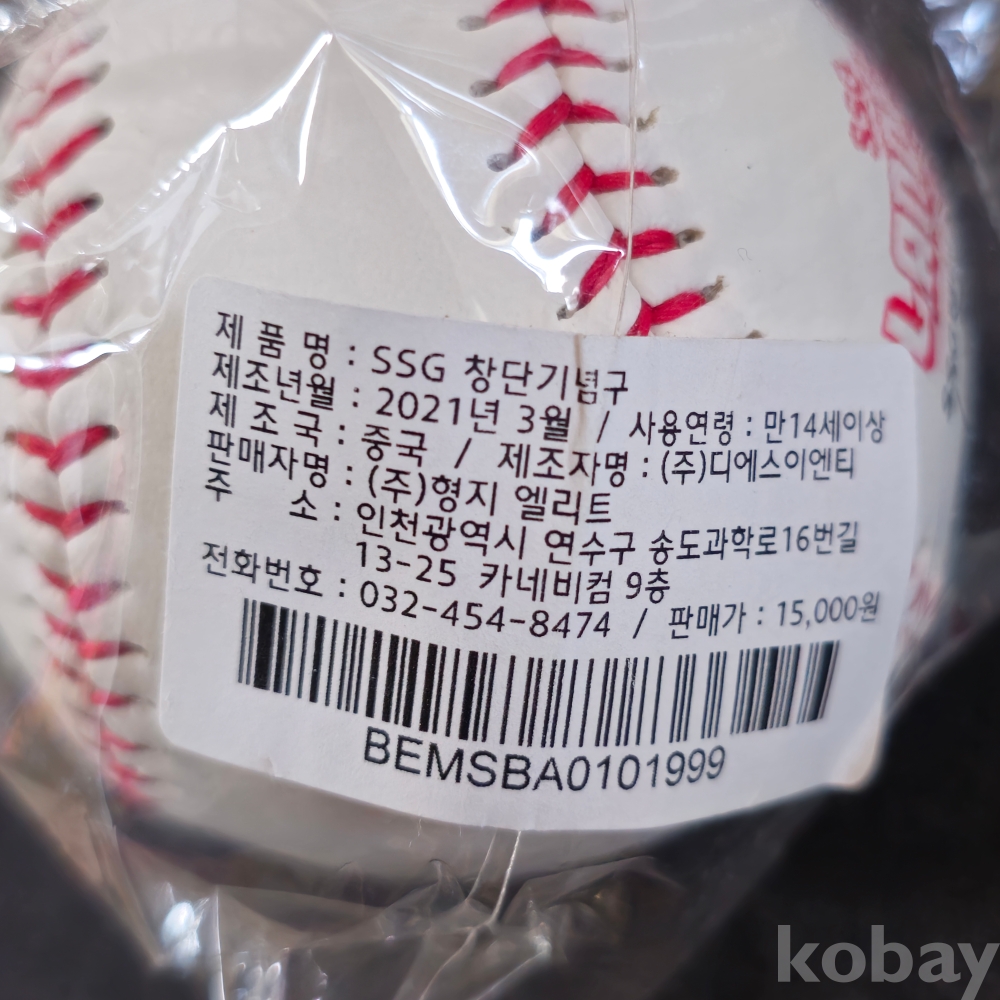 제 품 명 : SSG 창단기념구
제조년월 : 2021년 3월 / 사용연령 : 만14세이상
제 조 국 : 중국 / 제조자명 : (주)디에스이엔티
판매자명 : (주)형지 엘리트
주 소 : 인천광역시 연수구 송도과학로16번길
13-25 카네비컴 9층
전화번호 : 032-454-8474 / 판매가 : 15,000원
BEMSBA0101999
kobay